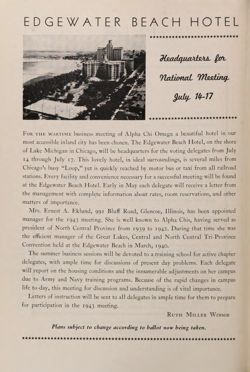 EDGEWATER BEACH HOTEL
Headquarters for
National Meeting
July 14-17
FOR THE WARTIME business meeting of Alpha Chi Omega a beautiful hotel in our
most accessible inland city has been chosen. The Edgewater Beach Hotel, on the shore
of Lake Michigan in Chicago, will be headquarters for the voting delegates from July
14 through July 17. This lovely hotel, in ideal surroundings, is several miles from
Chicago's busy "Loop," yet is quickly reached by motor bus or taxi from all railroad
stations. Every facility and convenience necessary for a successful meeting will be found
at the Edgewater Beach Hotel. Early in May each delegate will receive a letter from
the management with complete information about rates, room reservations, and other
matters of importance.
Mrs. Ernest A. Eklund, 992 Bluff Road, Glencoe, Illinois, has been appointed
manager for the 1943 meeting. She is well known to Alpha Chis, having served as
president of North Central Province from 1939 to 1942. During that time she was
the efficient manager of the Great Lakes, Central and North Central Tri-Province
Convention held at the Edgewater Beach in March, 1940.
The summer business sessions will be devoted to a training school for active chapter
delegates, with ample time for discussions of present day problems. Each delegate
will report on the housing conditions and the innumerable adjustments on her campus
due to Army and Navy training programs. Because of the rapid changes in campus
life to day, this meeting for discussion and understanding is of vital importance.
Letters of instruction will be sent to all delegates in ample time for them to prepare
for participation in the 1943 meeting.
RUTH MILLER WINSOR
Plans subject to change according to ballot now being taken.